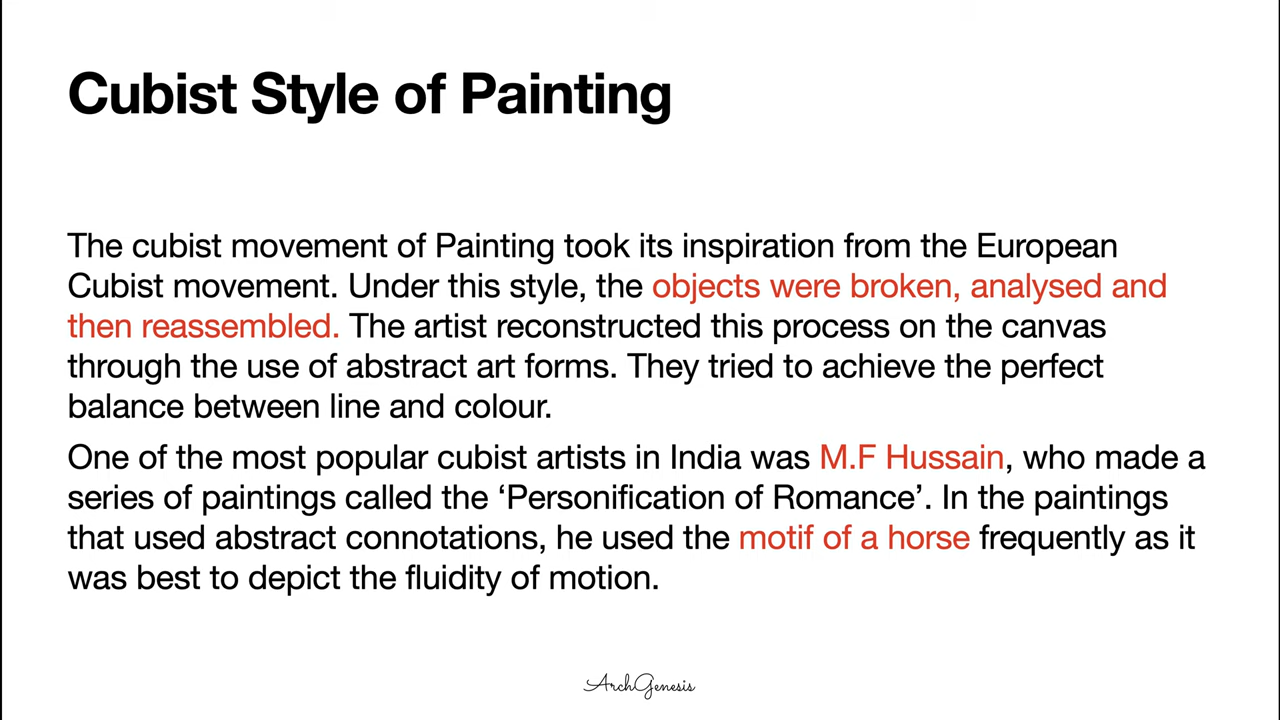 Cubist Style of Painting
The cubist movement of Painting took its inspiration from the European
Cubist movement. Under this style, the objects were broken, analysed and
then reassembled. The artist reconstructed this process on the canvas
through the use of abstract art forms. They tried to achieve the perfect
balance between line and colour.
One of the most popular cubist artists in India was M.F Hussain, who made a
series of paintings called the ‘Personification of Romance’. In the paintings
that used abstract connotations, he used the motif of a horse frequently as it
was best to depict the fluidity of motion.
ArchGenesis